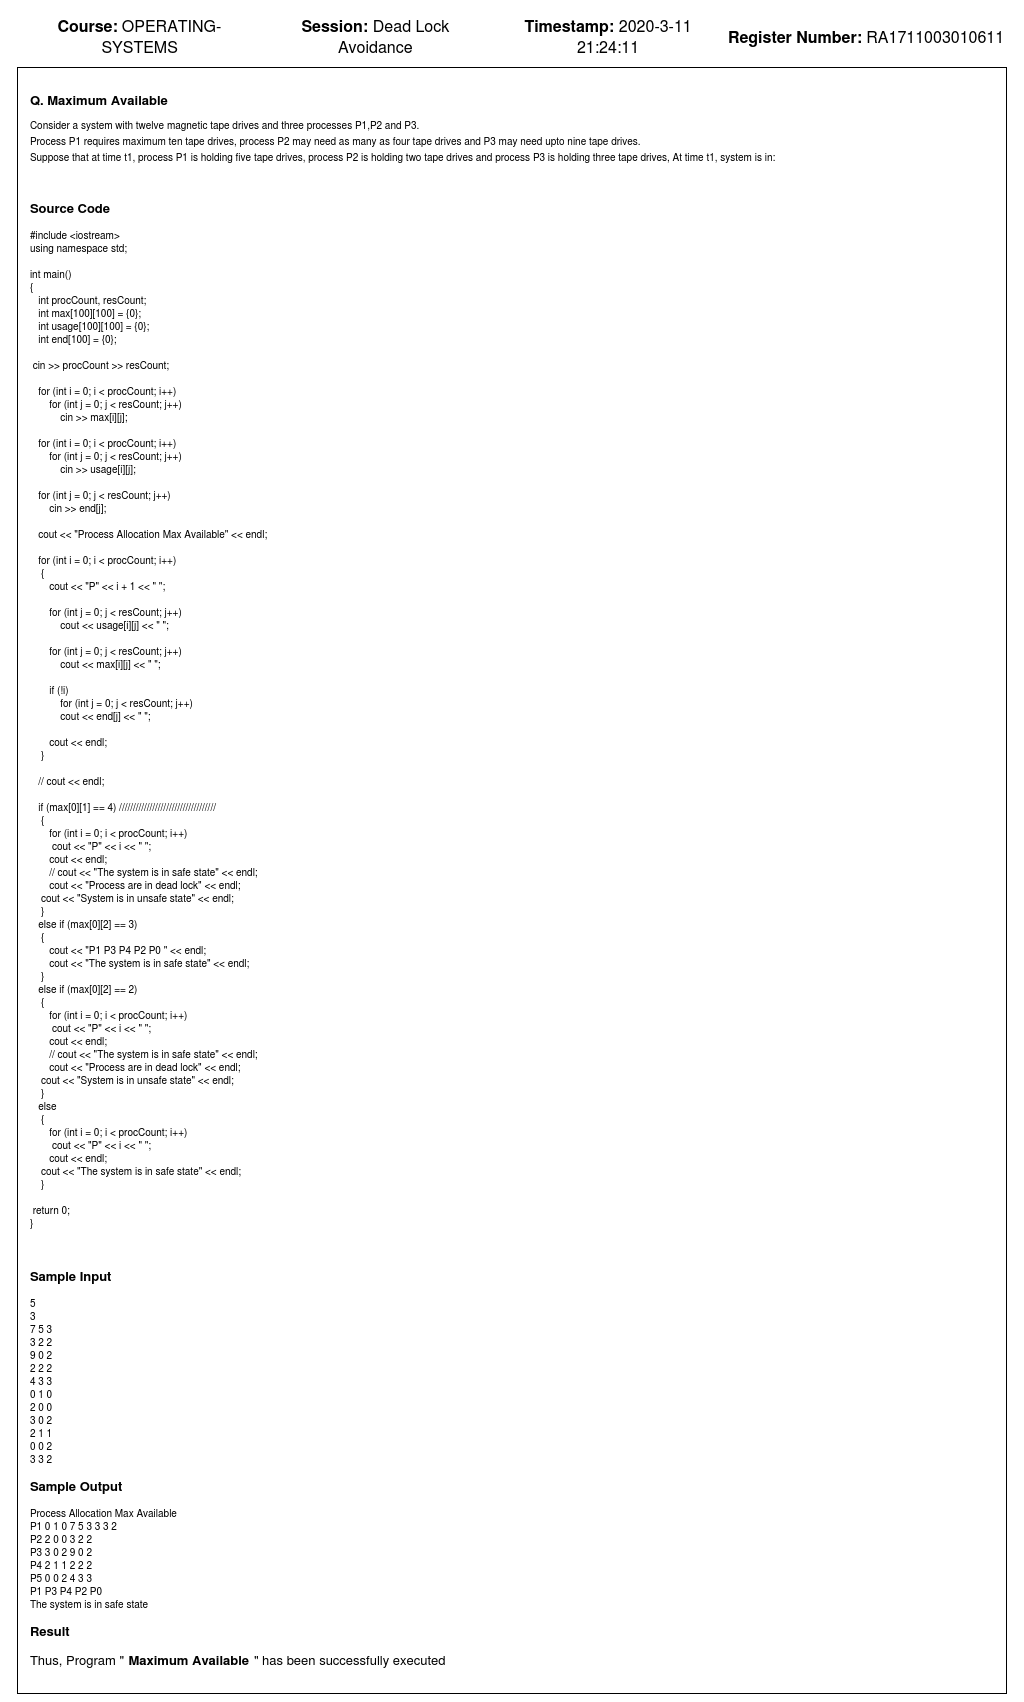 Course: OPERATING-
SYSTEMS
Session: Dead Lock
Avoidance
Timestamp: 2020-3-11
21:24:11
Register Number: RA1711003010611
Q. Maximum Available
Consider a system with twelve magnetic tape drives and three processes P1,P2 and P3.
Process P1 requires maximum ten tape drives, process P2 may need as many as four tape drives and P3 may need upto nine tape drives.
Suppose that at time t1, process P1 is holding five tape drives, process P2 is holding two tape drives and process P3 is holding three tape drives, At time t1, system is in:
Source Code
#include <iostream>
using namespace std;
int main()
{
int procCount, resCount;
int max[100][100] = {0};
int usage[100][100] = {0};
int end[100] = {0};
cin >> procCount >> resCount;
for (int i = 0; i < procCount; i++)
for (int j = 0; j < resCount; j++)
cin >> max[i][j];
for (int i = 0; i < procCount; i++)
for (int j = 0; j < resCount; j++)
cin >> usage[i][j];
for (int j = 0; j < resCount; j++)
cin >> end[j];
cout << "Process Allocation Max Available" << endl;
for (int i = 0; i < procCount; i++)
{
cout << "P" << i + 1 << " ";
for (int j = 0; j < resCount; j++)
cout << usage[i][j] << " ";
for (int j = 0; j < resCount; j++)
cout << max[i][j] << " ";
if (!i)
for (int j = 0; j < resCount; j++)
cout << end[j] << " ";
cout << endl;
}
// cout << endl;
if (max[0][1] == 4) ///////////////////////////////////
{
for (int i = 0; i < procCount; i++)
cout << "P" << i << " ";
cout << endl;
// cout << "The system is in safe state" << endl;
cout << "Process are in dead lock" << endl;
cout << "System is in unsafe state" << endl;
}
else if (max[0][2] == 3)
{
cout << "P1 P3 P4 P2 P0 " << endl;
cout << "The system is in safe state" << endl;
}
else if (max[0][2] == 2)
{
for (int i = 0; i < procCount; i++)
cout << "P" << i << " ";
cout << endl;
// cout << "The system is in safe state" << endl;
cout << "Process are in dead lock" << endl;
cout << "System is in unsafe state" << endl;
}
else
{
for (int i = 0; i < procCount; i++)
cout << "P" << i << " ";
cout << endl;
cout << "The system is in safe state" << endl;
}
return 0;
}
Sample Input
5
3
7 5 3
3 2 2
9 0 2
2 2 2
4 3 3
0 1 0
2 0 0
3 0 2
2 1 1
0 0 2
3 3 2
Sample Output
Process Allocation Max Available
P1 0 1 0 7 5 3 3 3 2
P2 2 0 0 3 2 2
P3 3 0 2 9 0 2
P4 2 1 1 2 2 2
P5 0 0 2 4 3 3
P1 P3 P4 P2 P0
The system is in safe state
Result
Thus, Program " Maximum Available " has been successfully executed